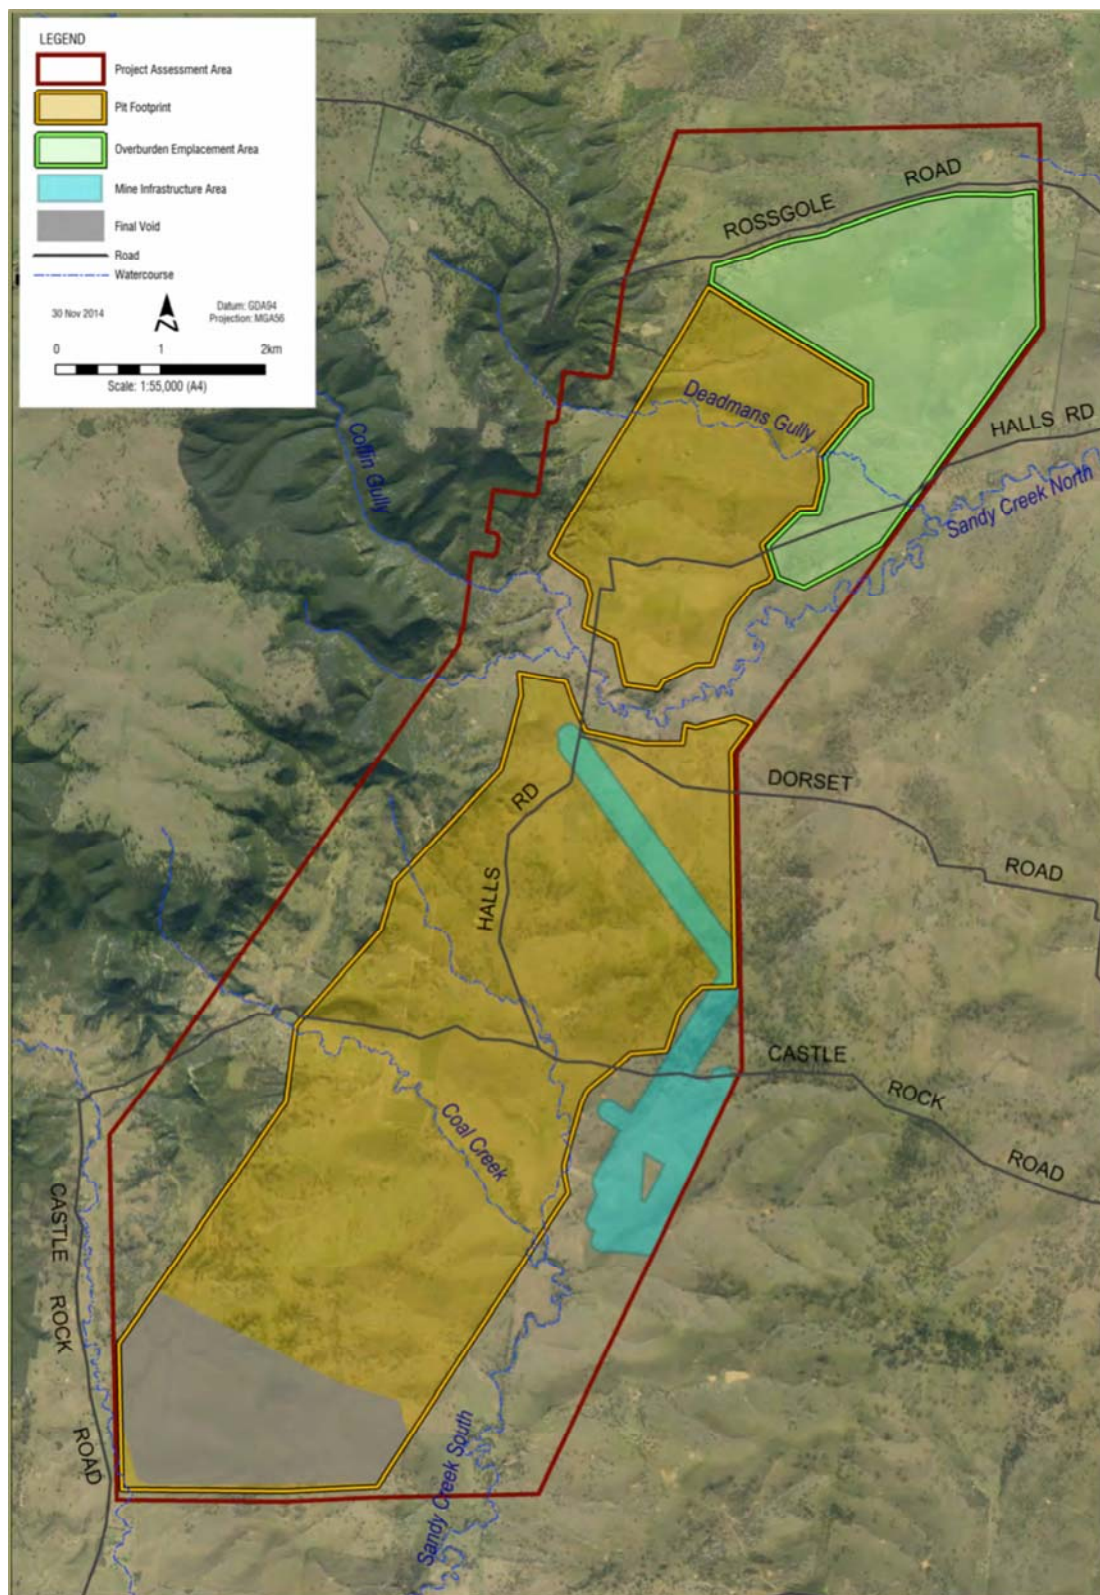 LEGEND
Project Assessment Area
Pit Footprint
Overburden Emplacement Area
Mine Infrastructure Area
Final Void
Road
Watercourse
30 Nov 2014
N
Datum: GDA94
Projection: MGA56
0 1 2km
Scale: 1:55,000 (A4)
ROSSGOLE ROAD
Deadmans Gully
HALLS RD
Coffin Gully
Sandy Creek North
DORSET ROAD
HALLS RD
CASTLE ROCK ROAD
Coal Creek
CASTLE ROCK ROAD
Sandy Creek South